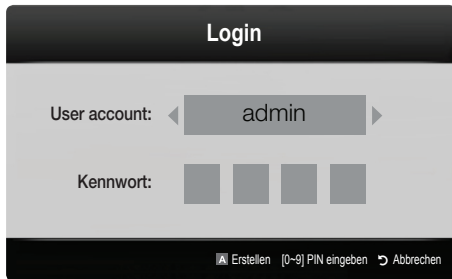 Login
User account: admin
Kennwort:
A Erstellen [0~9] PIN eingeben Abbrechen